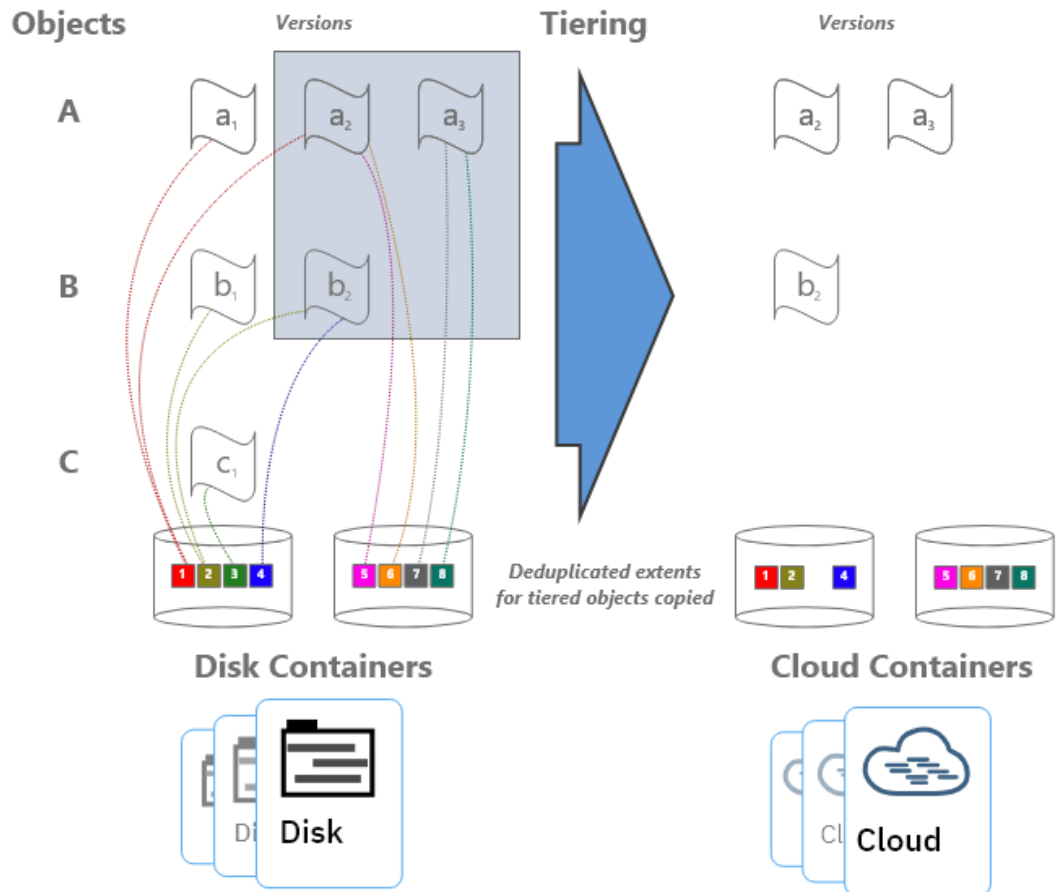 Objects
Versions
Tiering
Versions
A
a₁
a₂
a₃
a₂
a₃
B
b₁
b₂
b₂
C
c₁
1 2 3 4
5 6 7 8
Deduplicated extents
for tiered objects copied
1 2 4
5 6 7 8
Disk Containers
Cloud Containers
Di
Disk
Cl
Cloud